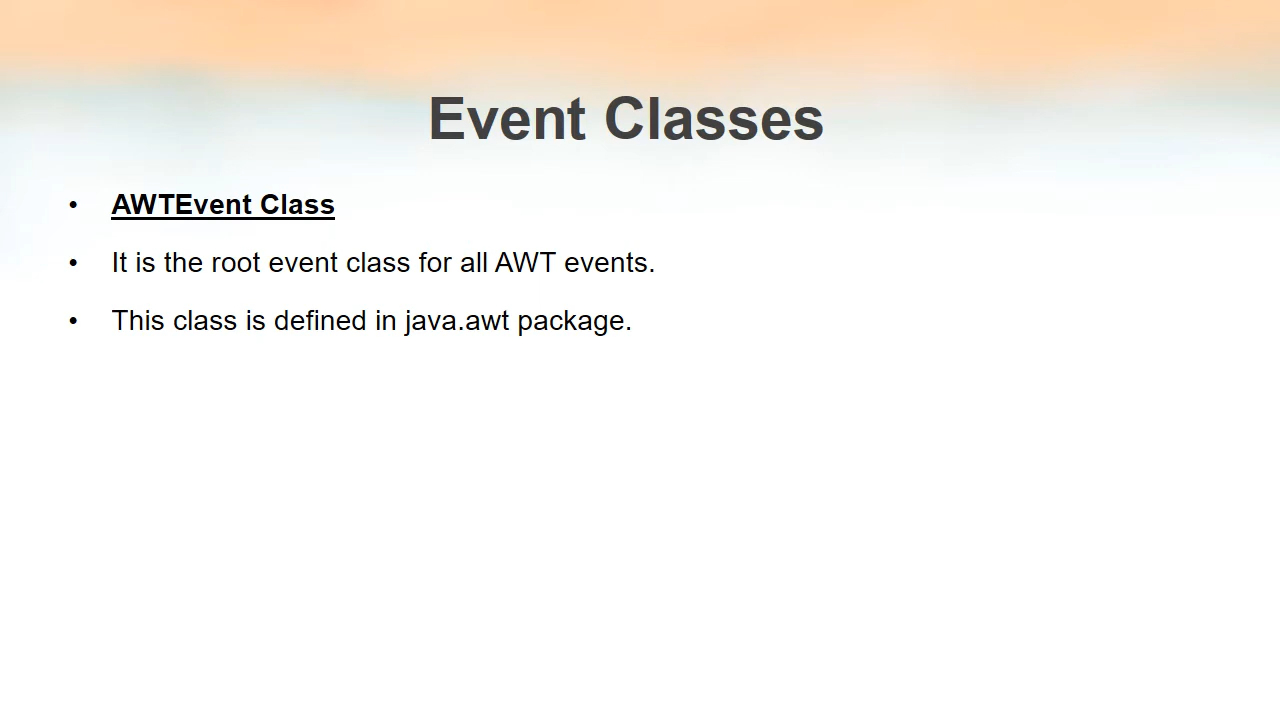 Event Classes
• AWTEvent Class
• It is the root event class for all AWT events.
• This class is defined in java.awt package.